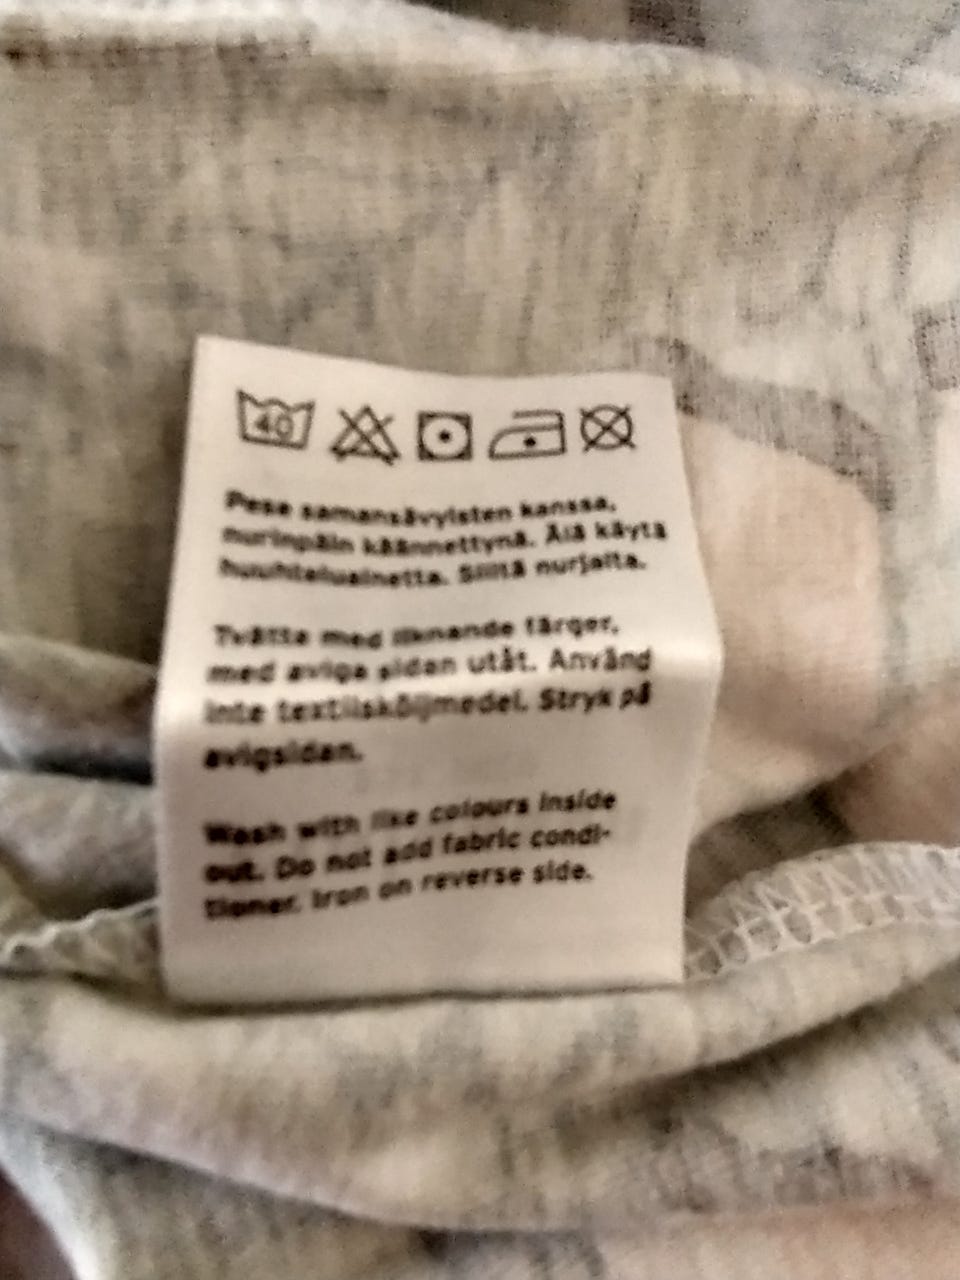 40
Pese samansävyisten kanssa,
nurinpäin käännettynä. Älä käytä
huuhteluainetta. Silitä nurjalta.
Tvätta med liknande färger,
med aviga sidan utåt. Använd
inte textilsköljmedel. Stryk på
avigsidan.
Wash with like colours inside
out. Do not add fabric condi-
tioner. Iron on reverse side.